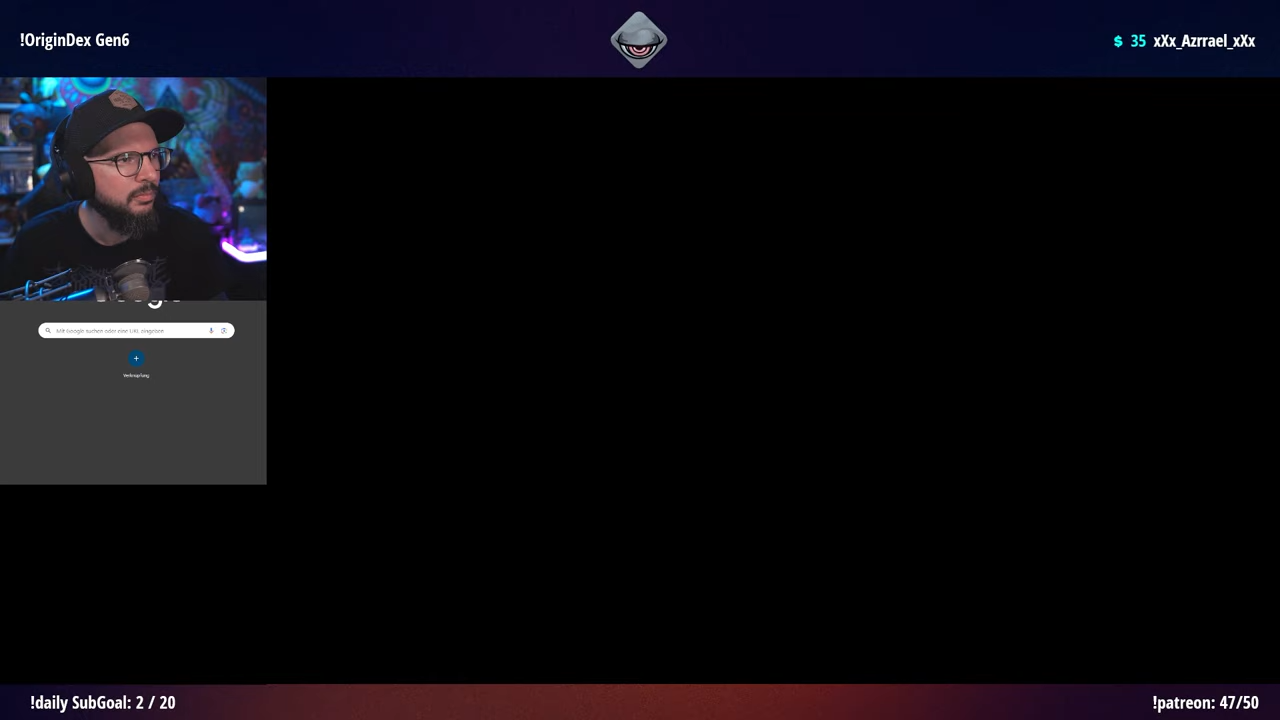 !OriginDex Gen6
$ 35 xXx_Azrrael_xXx
Mit Google suchen oder eine URL eingeben
Verknüpfung
!daily SubGoal: 2 / 20
!patreon: 47/50